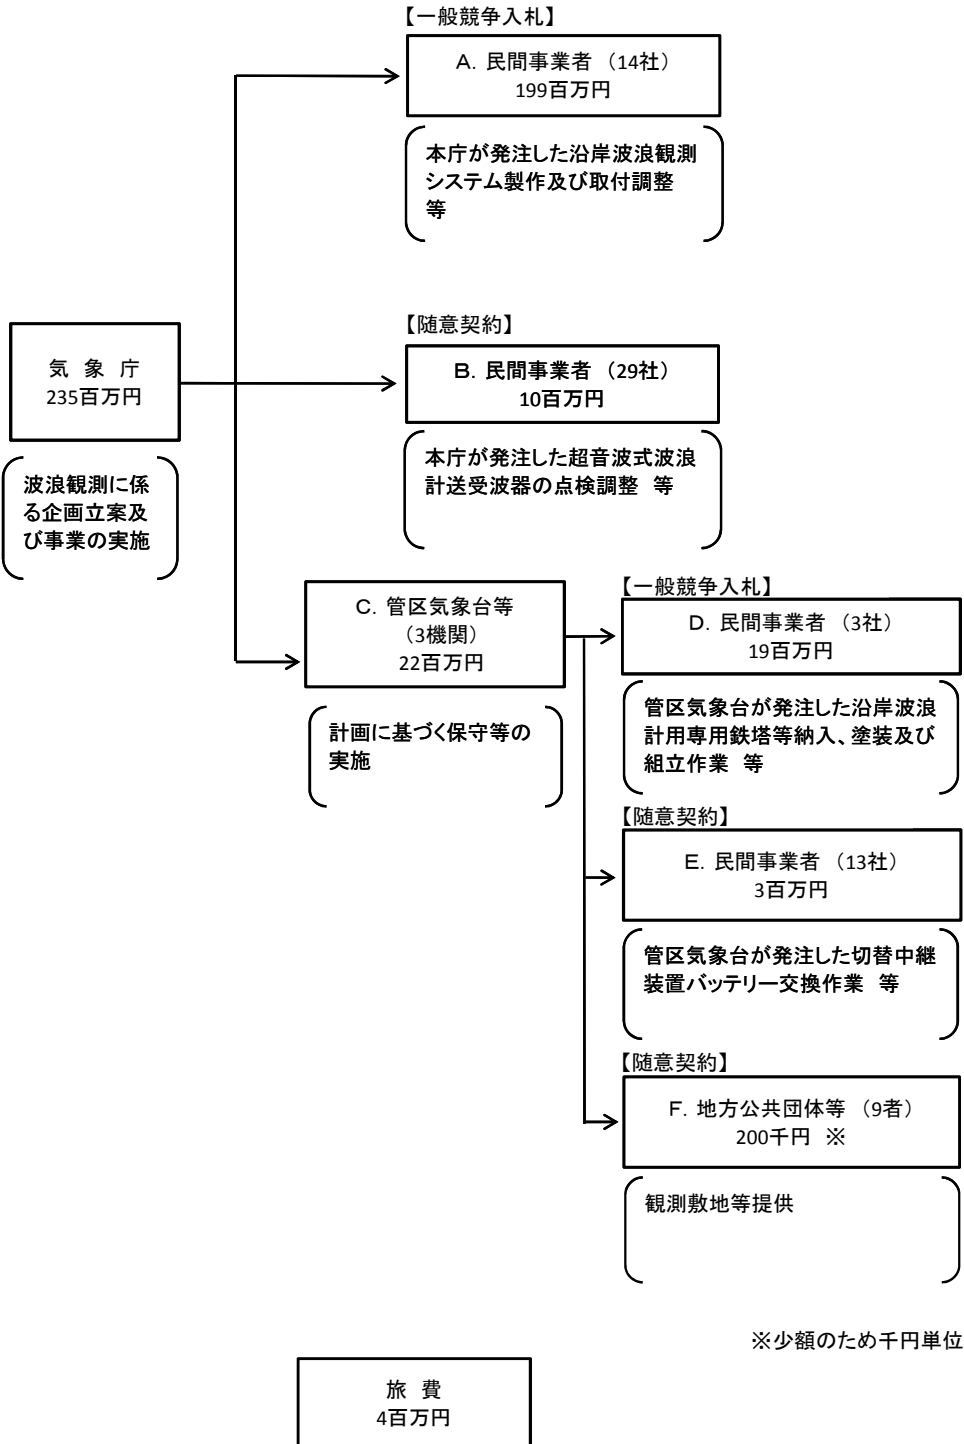 【一般競争入札】
A. 民間事業者 （14社）
199百万円
本庁が発注した沿岸波浪観測
システム製作及び取付調整
等
【随意契約】
気 象 庁
235百万円
B. 民間事業者 （29社）
10百万円
波浪観測に係
る企画立案及
び事業の実施
本庁が発注した超音波式波浪
計送受波器の点検調整 等
C. 管区気象台等
（3機関）
22百万円
計画に基づく保守等の
実施
【一般競争入札】
D. 民間事業者 （3社）
19百万円
管区気象台が発注した沿岸波浪
計用専用鉄塔等納入、塗装及び
組立作業 等
【随意契約】
E. 民間事業者 （13社）
3百万円
管区気象台が発注した切替中継
装置バッテリー交換作業 等
【随意契約】
F. 地方公共団体等 （9者）
200千円 ※
観測敷地等提供
※少額のため千円単位
旅 費
4百万円